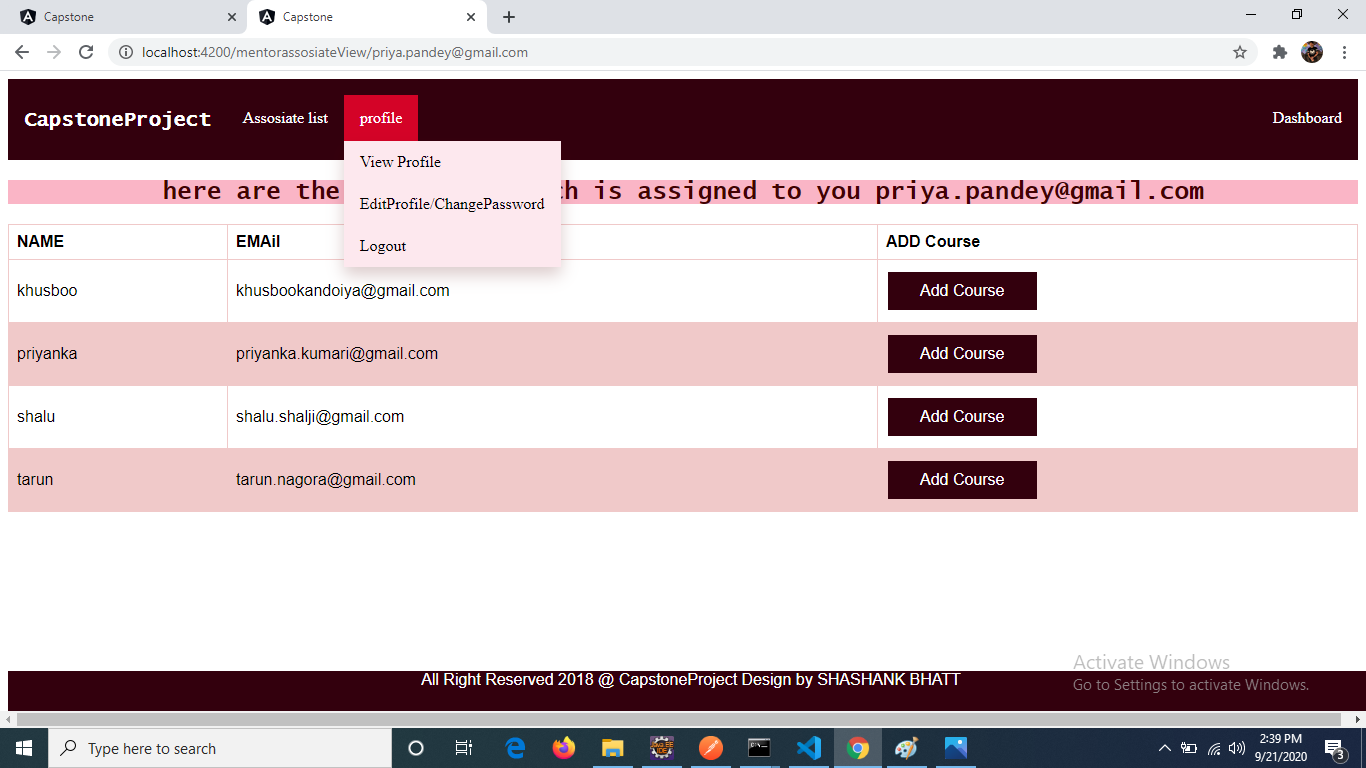 Capstone
Capstone
localhost:4200/mentorassosiateView/priya.pandey@gmail.com
CapstoneProject Assosiate list profile Dashboard
View Profile
here are the ch is assigned to you priya.pandey@gmail.com
EditProfile/ChangePassword
NAME EMAil ADD Course
Logout
khusboo khusbookandoiya@gmail.com Add Course
priyanka priyanka.kumari@gmail.com Add Course
shalu shalu.shalji@gmail.com Add Course
tarun tarun.nagora@gmail.com Add Course
All Right Reserved 2018 @ CapstoneProject Design by SHASHANK BHATT
Activate Windows
Go to Settings to activate Windows.
Type here to search
2:39 PM
9/21/2020
3